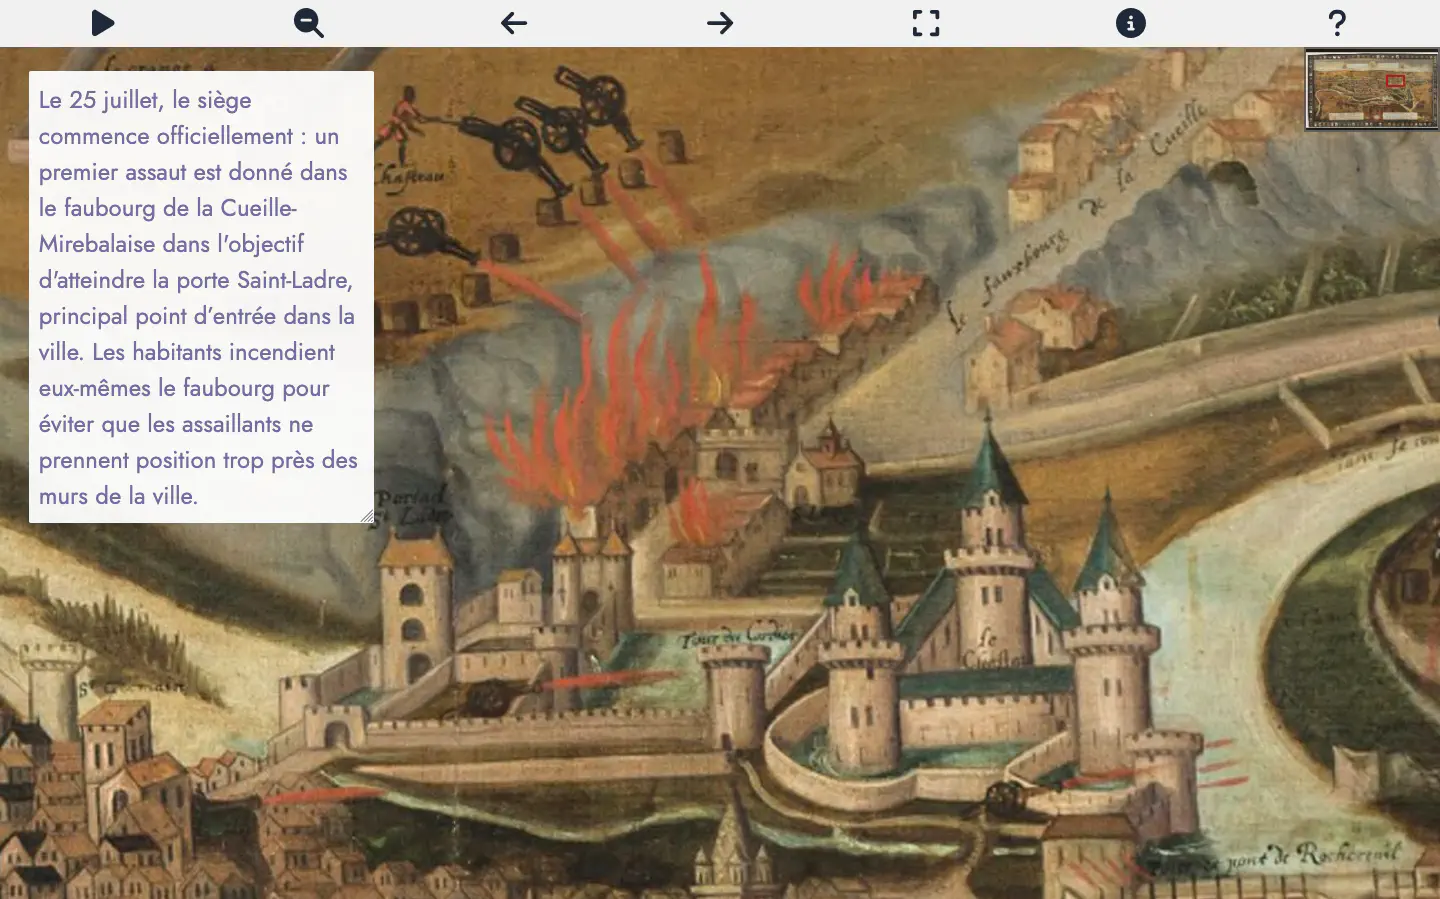 la grange a
Le 25 juillet, le siège
commence officiellement : un
premier assaut est donné dans
le faubourg de la Cueille-
Mirebalaise dans l'objectif
d'atteindre la porte Saint-Ladre,
principal point d’entrée dans la
ville. Les habitants incendient
eux-mêmes le faubourg pour
éviter que les assaillants ne
prennent position trop près des
murs de la ville.
Chasteau
le fauxbourg de la Cueille
Portal
St Ladre
Tour du Cordier
le
Chasteau
St Germain
pont de Rochereuil